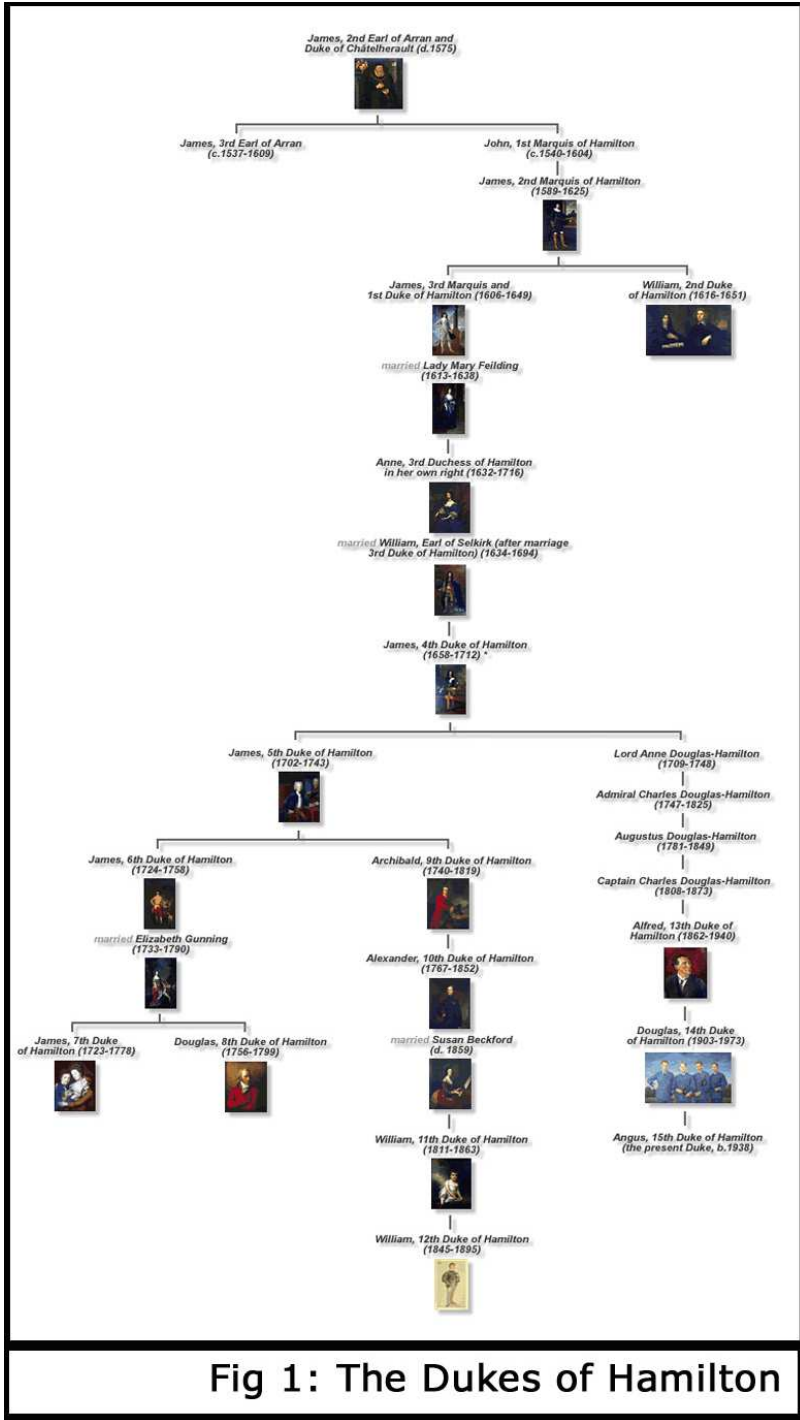 James, 2nd Earl of Arran and
Duke of Châtelherault (d.1575)
James, 3rd Earl of Arran
(c.1537-1609)
John, 1st Marquis of Hamilton
(c.1540-1604)
James, 2nd Marquis of Hamilton
(1589-1625)
James, 3rd Marquis and
1st Duke of Hamilton (1606-1649)
William, 2nd Duke
of Hamilton (1616-1651)
married Lady Mary Feilding
(1613-1638)
Anne, 3rd Duchess of Hamilton
in her own right (1632-1716)
married William, Earl of Selkirk (after marriage
3rd Duke of Hamilton) (1634-1694)
James, 4th Duke of Hamilton
(1658-1712) *
James, 5th Duke of Hamilton
(1702-1743)
Lord Anne Douglas-Hamilton
(1709-1748)
Admiral Charles Douglas-Hamilton
(1747-1825)
Augustus Douglas-Hamilton
(1781-1849)
Captain Charles Douglas-Hamilton
(1808-1873)
Alfred, 13th Duke of
Hamilton (1862-1940)
Douglas, 14th Duke
of Hamilton (1903-1973)
Angus, 15th Duke of Hamilton
(the present Duke, b.1938)
James, 6th Duke of Hamilton
(1724-1758)
married Elizabeth Gunning
(1733-1790)
James, 7th Duke
of Hamilton (1723-1778)
Douglas, 8th Duke of Hamilton
(1756-1799)
Archibald, 9th Duke of Hamilton
(1740-1819)
Alexander, 10th Duke of Hamilton
(1767-1852)
married Susan Beckford
(d. 1859)
William, 11th Duke of Hamilton
(1811-1863)
William, 12th Duke of Hamilton
(1845-1895)
Fig 1: The Dukes of Hamilton